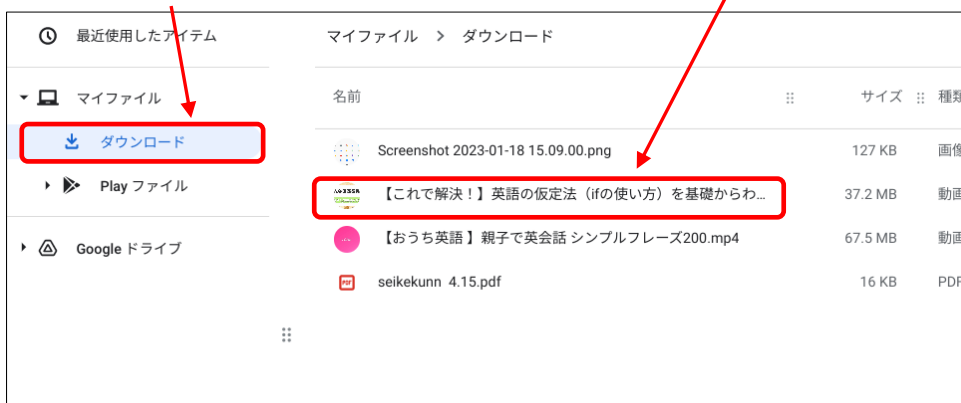 最近使用したアイテム
マイファイル
ダウンロード
Play ファイル
Google ドライブ
マイファイル > ダウンロード
名前 サイズ 種類
Screenshot 2023-01-18 15.09.00.png 127 KB 画像
【これで解決！】英語の仮定法（ifの使い方）を基礎からわ... 37.2 MB 動画
【おうち英語 】親子で英会話 シンプルフレーズ200.mp4 67.5 MB 動画
PDF seikekunn 4.15.pdf 16 KB PDF